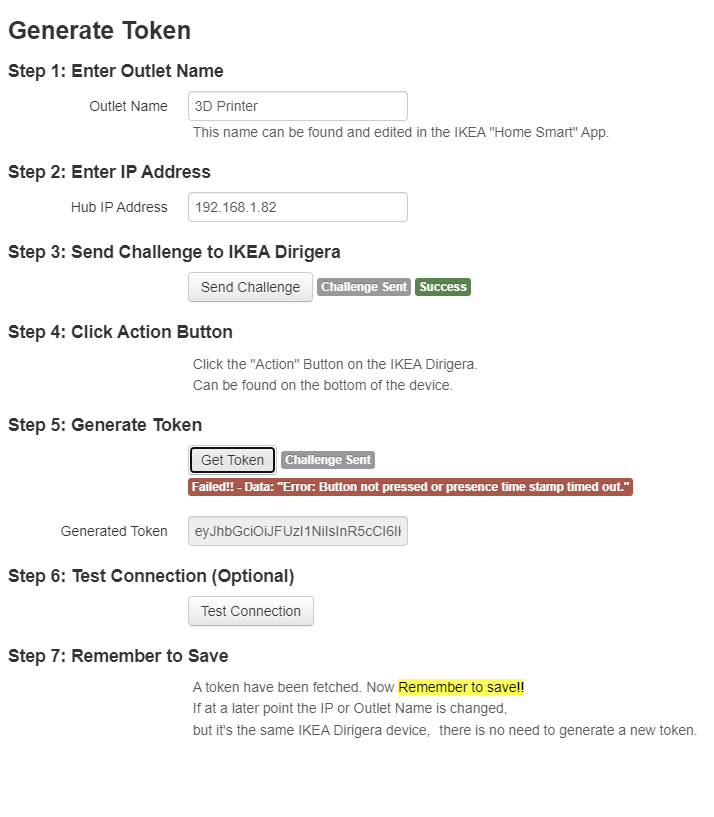 Generate Token
Step 1: Enter Outlet Name
Outlet Name 3D Printer
This name can be found and edited in the IKEA "Home Smart" App.
Step 2: Enter IP Address
Hub IP Address 192.168.1.82
Step 3: Send Challenge to IKEA Dirigera
Send Challenge Challenge Sent Success
Step 4: Click Action Button
Click the "Action" Button on the IKEA Dirigera.
Can be found on the bottom of the device.
Step 5: Generate Token
Get Token Challenge Sent
Failed!! - Data: "Error: Button not pressed or presence time stamp timed out."
Generated Token eyJhbGciOiJFUzI1NiIsInR5cCI6Ik
Step 6: Test Connection (Optional)
Test Connection
Step 7: Remember to Save
A token have been fetched. Now Remember to save!!
If at a later point the IP or Outlet Name is changed,
but it's the same IKEA Dirigera device, there is no need to generate a new token.